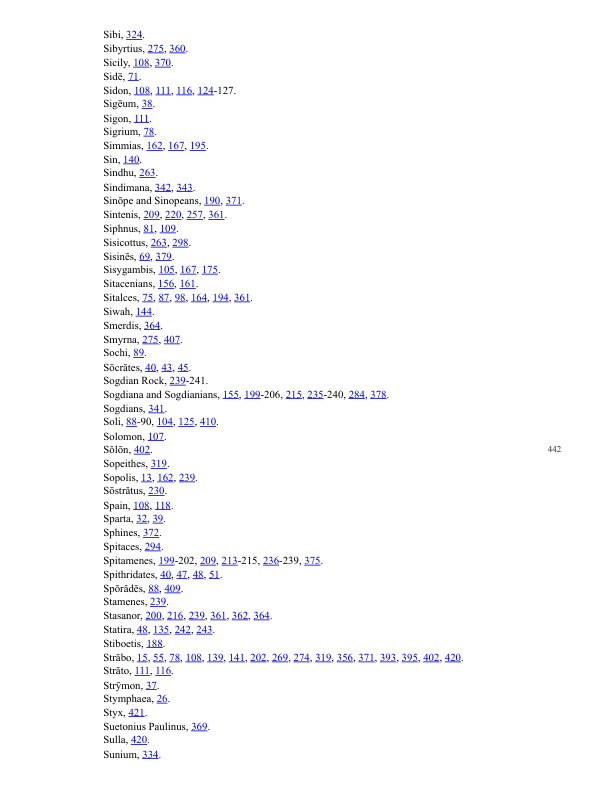 Sibi, 324.
Sibyrtius, 275, 360.
Sicily, 108, 370.
Sidē, 71.
Sidon, 108, 111, 116, 124-127.
Sigēum, 38.
Sigon, 111.
Sigrium, 78.
Simmias, 162, 167, 195.
Sin, 140.
Sindhu, 263.
Sindimana, 342, 343.
Sinōpe and Sinopeans, 190, 371.
Sintenis, 209, 220, 257, 361.
Siphnus, 81, 109.
Sisicottus, 263, 298.
Sisinēs, 69, 379.
Sisygambis, 105, 167, 175.
Sitacenians, 156, 161.
Sitalces, 75, 87, 98, 164, 194, 361.
Siwah, 144.
Smerdis, 364.
Smyrna, 275, 407.
Sochi, 89.
Sōcrātes, 40, 43, 45.
Sogdian Rock, 239-241.
Sogdiana and Sogdianians, 155, 199-206, 215, 235-240, 284, 378.
Sogdians, 341.
Soli, 88-90, 104, 125, 410.
Solomon, 107.
Sōlōn, 402.
442
Sopeithes, 319.
Sopolis, 13, 162, 239.
Sōstrātus, 230.
Spain, 108, 118.
Sparta, 32, 39.
Sphines, 372.
Spitaces, 294.
Spitamenes, 199-202, 209, 213-215, 236-239, 375.
Spithridates, 40, 47, 48, 51.
Spōrādēs, 88, 409.
Stamenes, 239.
Stasanor, 200, 216, 239, 361, 362, 364.
Statira, 48, 135, 242, 243.
Stiboetis, 188.
Strābo, 15, 55, 78, 108, 139, 141, 202, 269, 274, 319, 356, 371, 393, 395, 402, 420.
Strāto, 111, 116.
Strȳmon, 37.
Stymphaea, 26.
Styx, 421.
Suetonius Paulinus, 369.
Sulla, 420.
Sunium, 334.